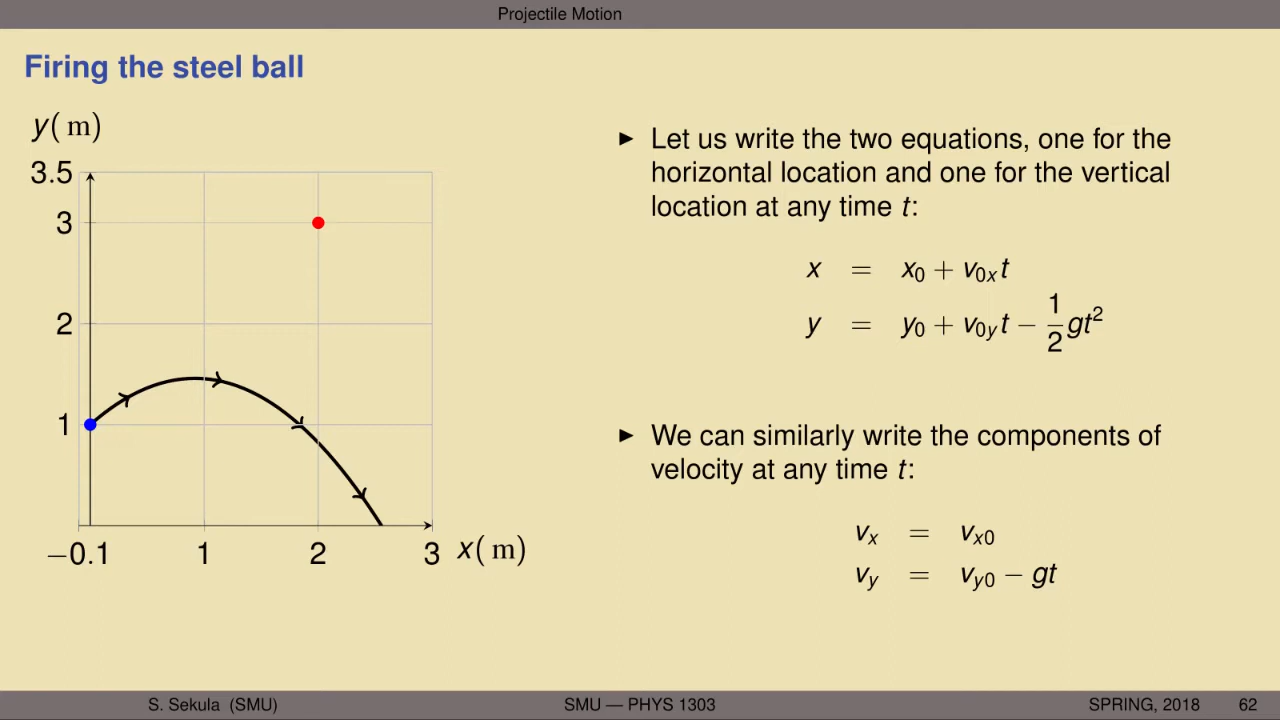 Projectile Motion
Firing the steel ball
y( m)
3.5
3
2
1
−0.1 1 2 3 x( m)
► Let us write the two equations, one for the
horizontal location and one for the vertical
location at any time t:
x = x₀ + v₀ₓt
y = y₀ + v₀ᵧt − 1/2 gt²
► We can similarly write the components of
velocity at any time t:
vₓ = vₓ₀
vᵧ = vᵧ₀ − gt
S. Sekula (SMU) SMU — PHYS 1303 SPRING, 2018 62